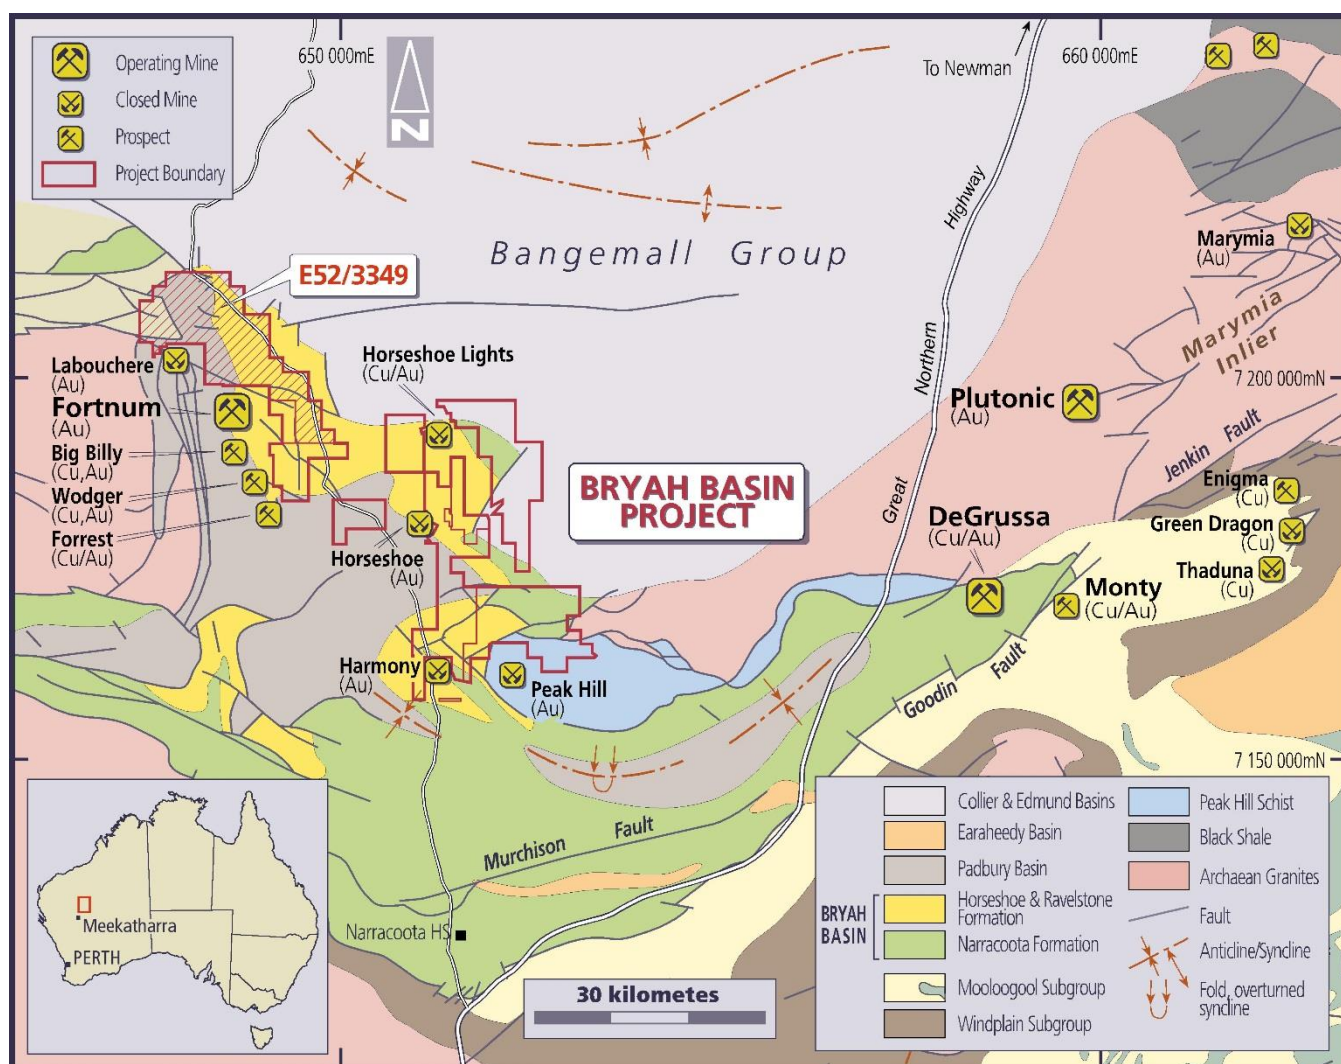 Operating Mine
Closed Mine
Prospect
Project Boundary
650 000mE
N
To Newman
660 000mE
Highway
Northern
Great
Bangemall Group
E52/3349
Marymia
(Au)
Marymia
Inlier
7 200 000mN
Labouchere
(Au)
Fortnum
(Au)
Big Billy
(Cu,Au)
Wodger
(Cu,Au)
Forrest
(Cu/Au)
Horseshoe Lights
(Cu/Au)
Horseshoe
(Au)
BRYAH BASIN
PROJECT
Plutonic
(Au)
Jenkin Fault
Enigma
(Cu)
Green Dragon
(Cu)
Thaduna
(Cu)
DeGrussa
(Cu/Au)
Monty
(Cu/Au)
Harmony
(Au)
Peak Hill
(Au)
Goodin Fault
Murchison Fault
7 150 000mN
Narracoota HS
30 kilometes
Meekatharra
PERTH
Collier & Edmund Basins
Earaheedy Basin
Padbury Basin
BRYAH
BASIN
Horseshoe & Ravelstone
Formation
Narracoota Formation
Mooloogool Subgroup
Windplain Subgroup
Peak Hill Schist
Black Shale
Archaean Granites
Fault
Anticline/Syncline
Fold, overturned
syncline